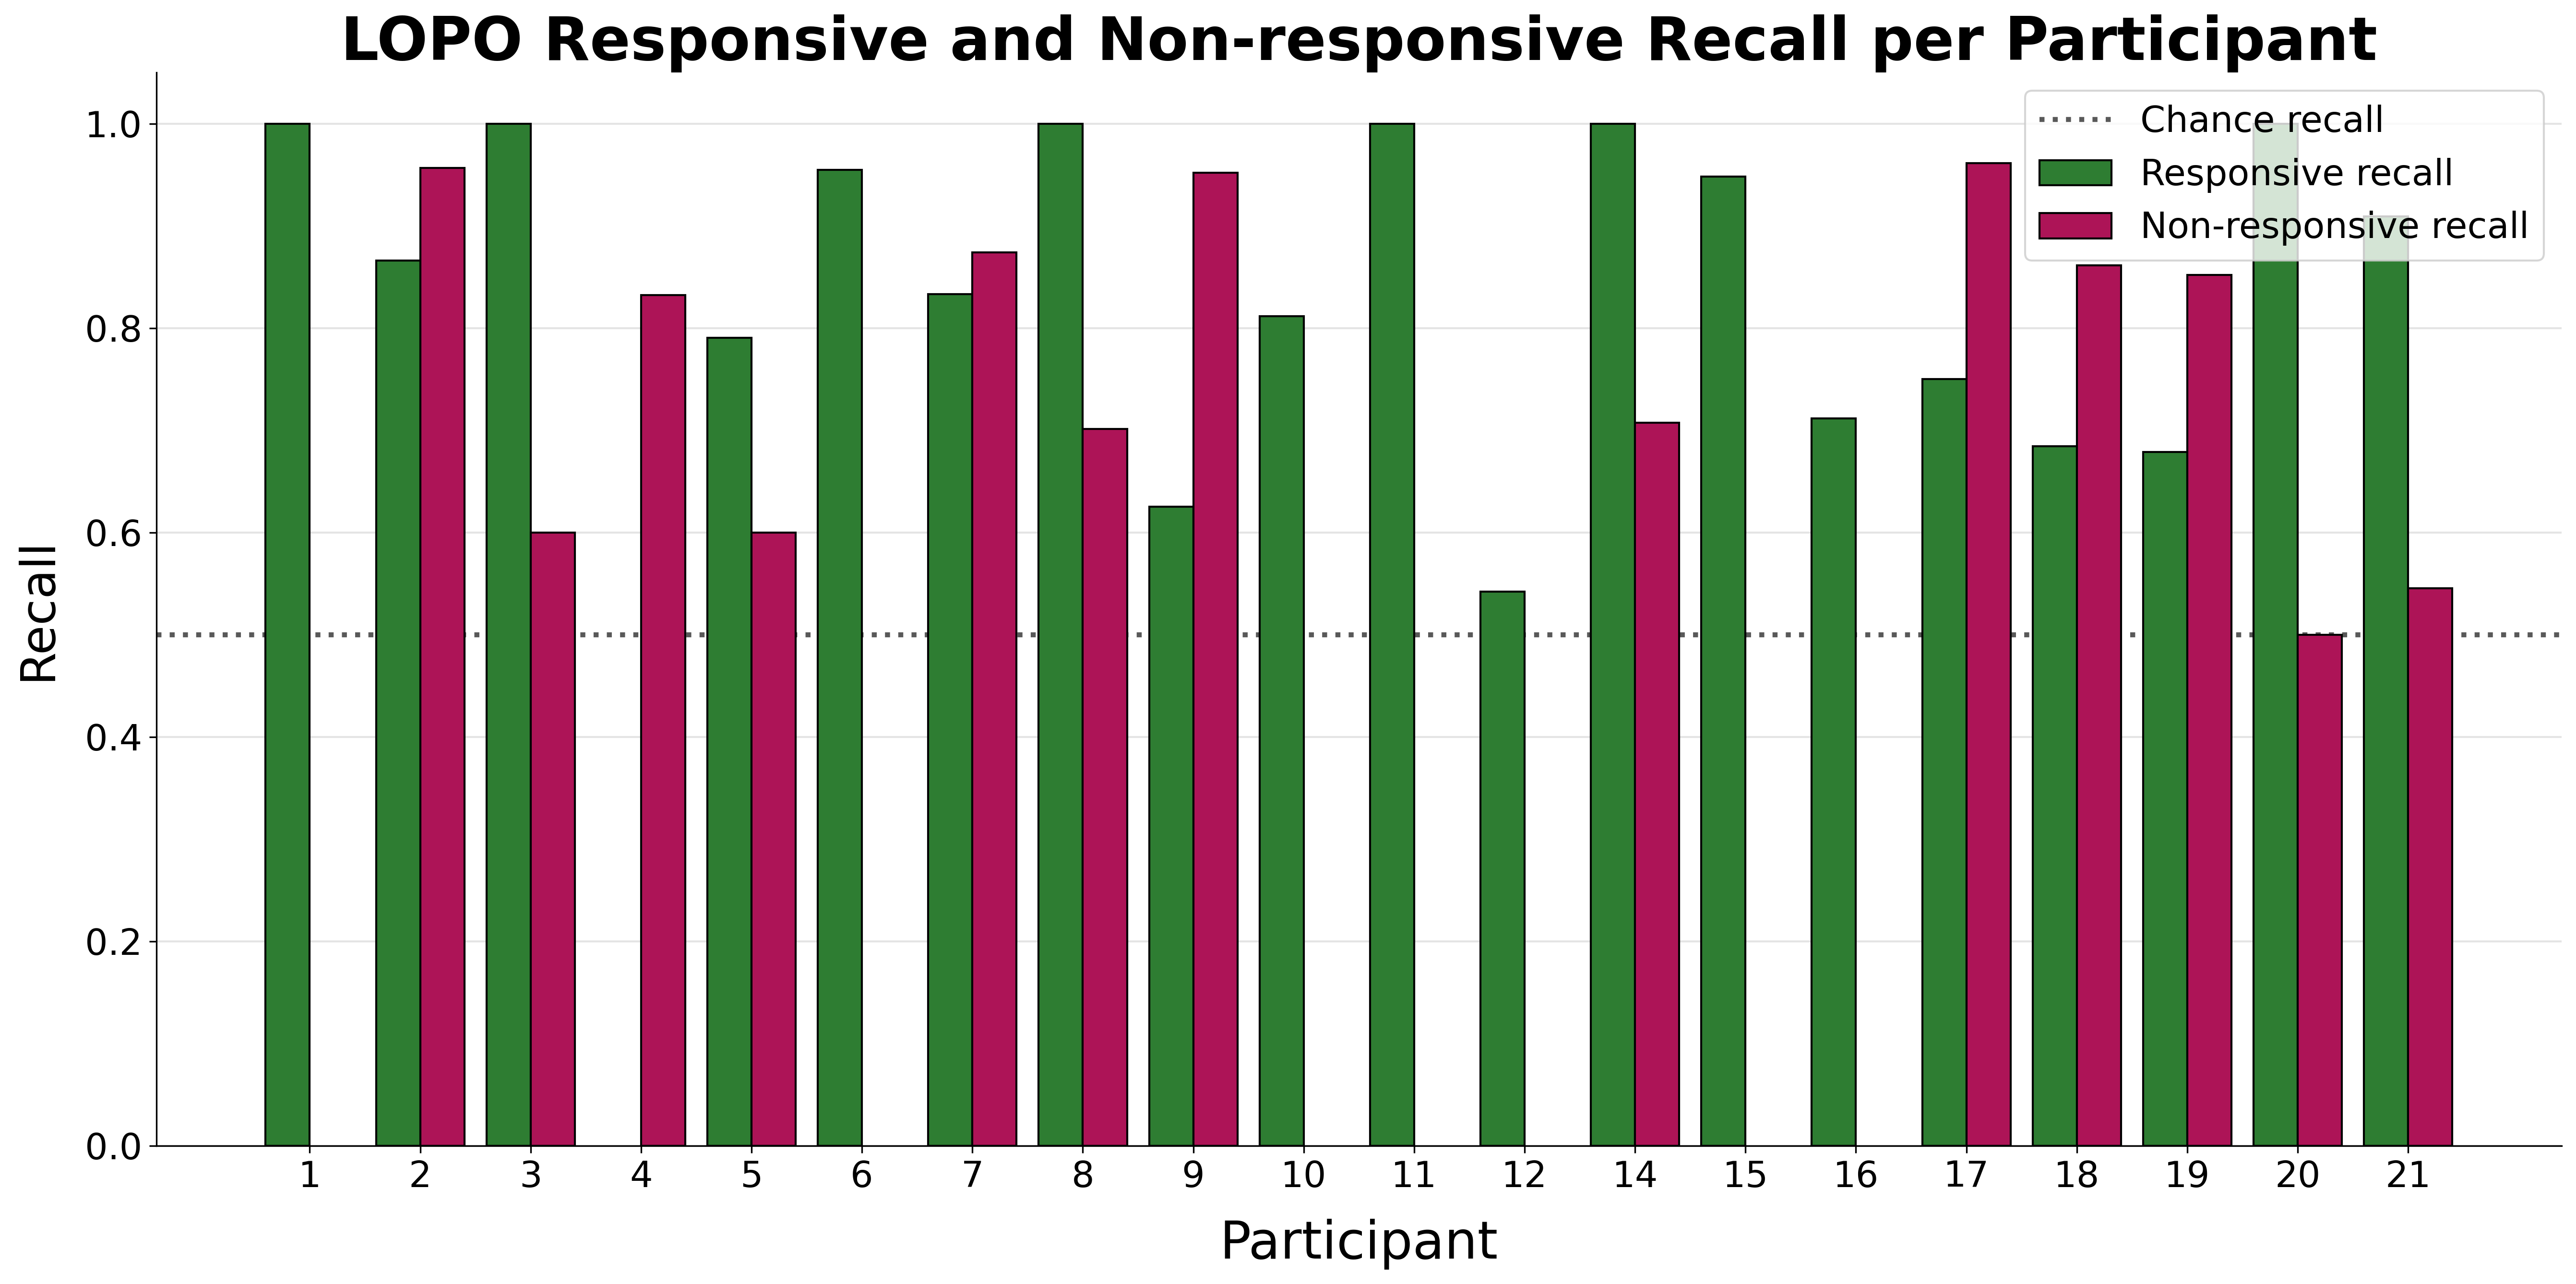 LOPO Responsive and Non-responsive Recall per Participant
Chance recall
Responsive recall
Non-responsive recall
1.0
0.8
0.6
0.4
0.2
0.0
Recall
1 2 3 4 5 6 7 8 9 10 11 12 14 15 16 17 18 19 20 21
Participant